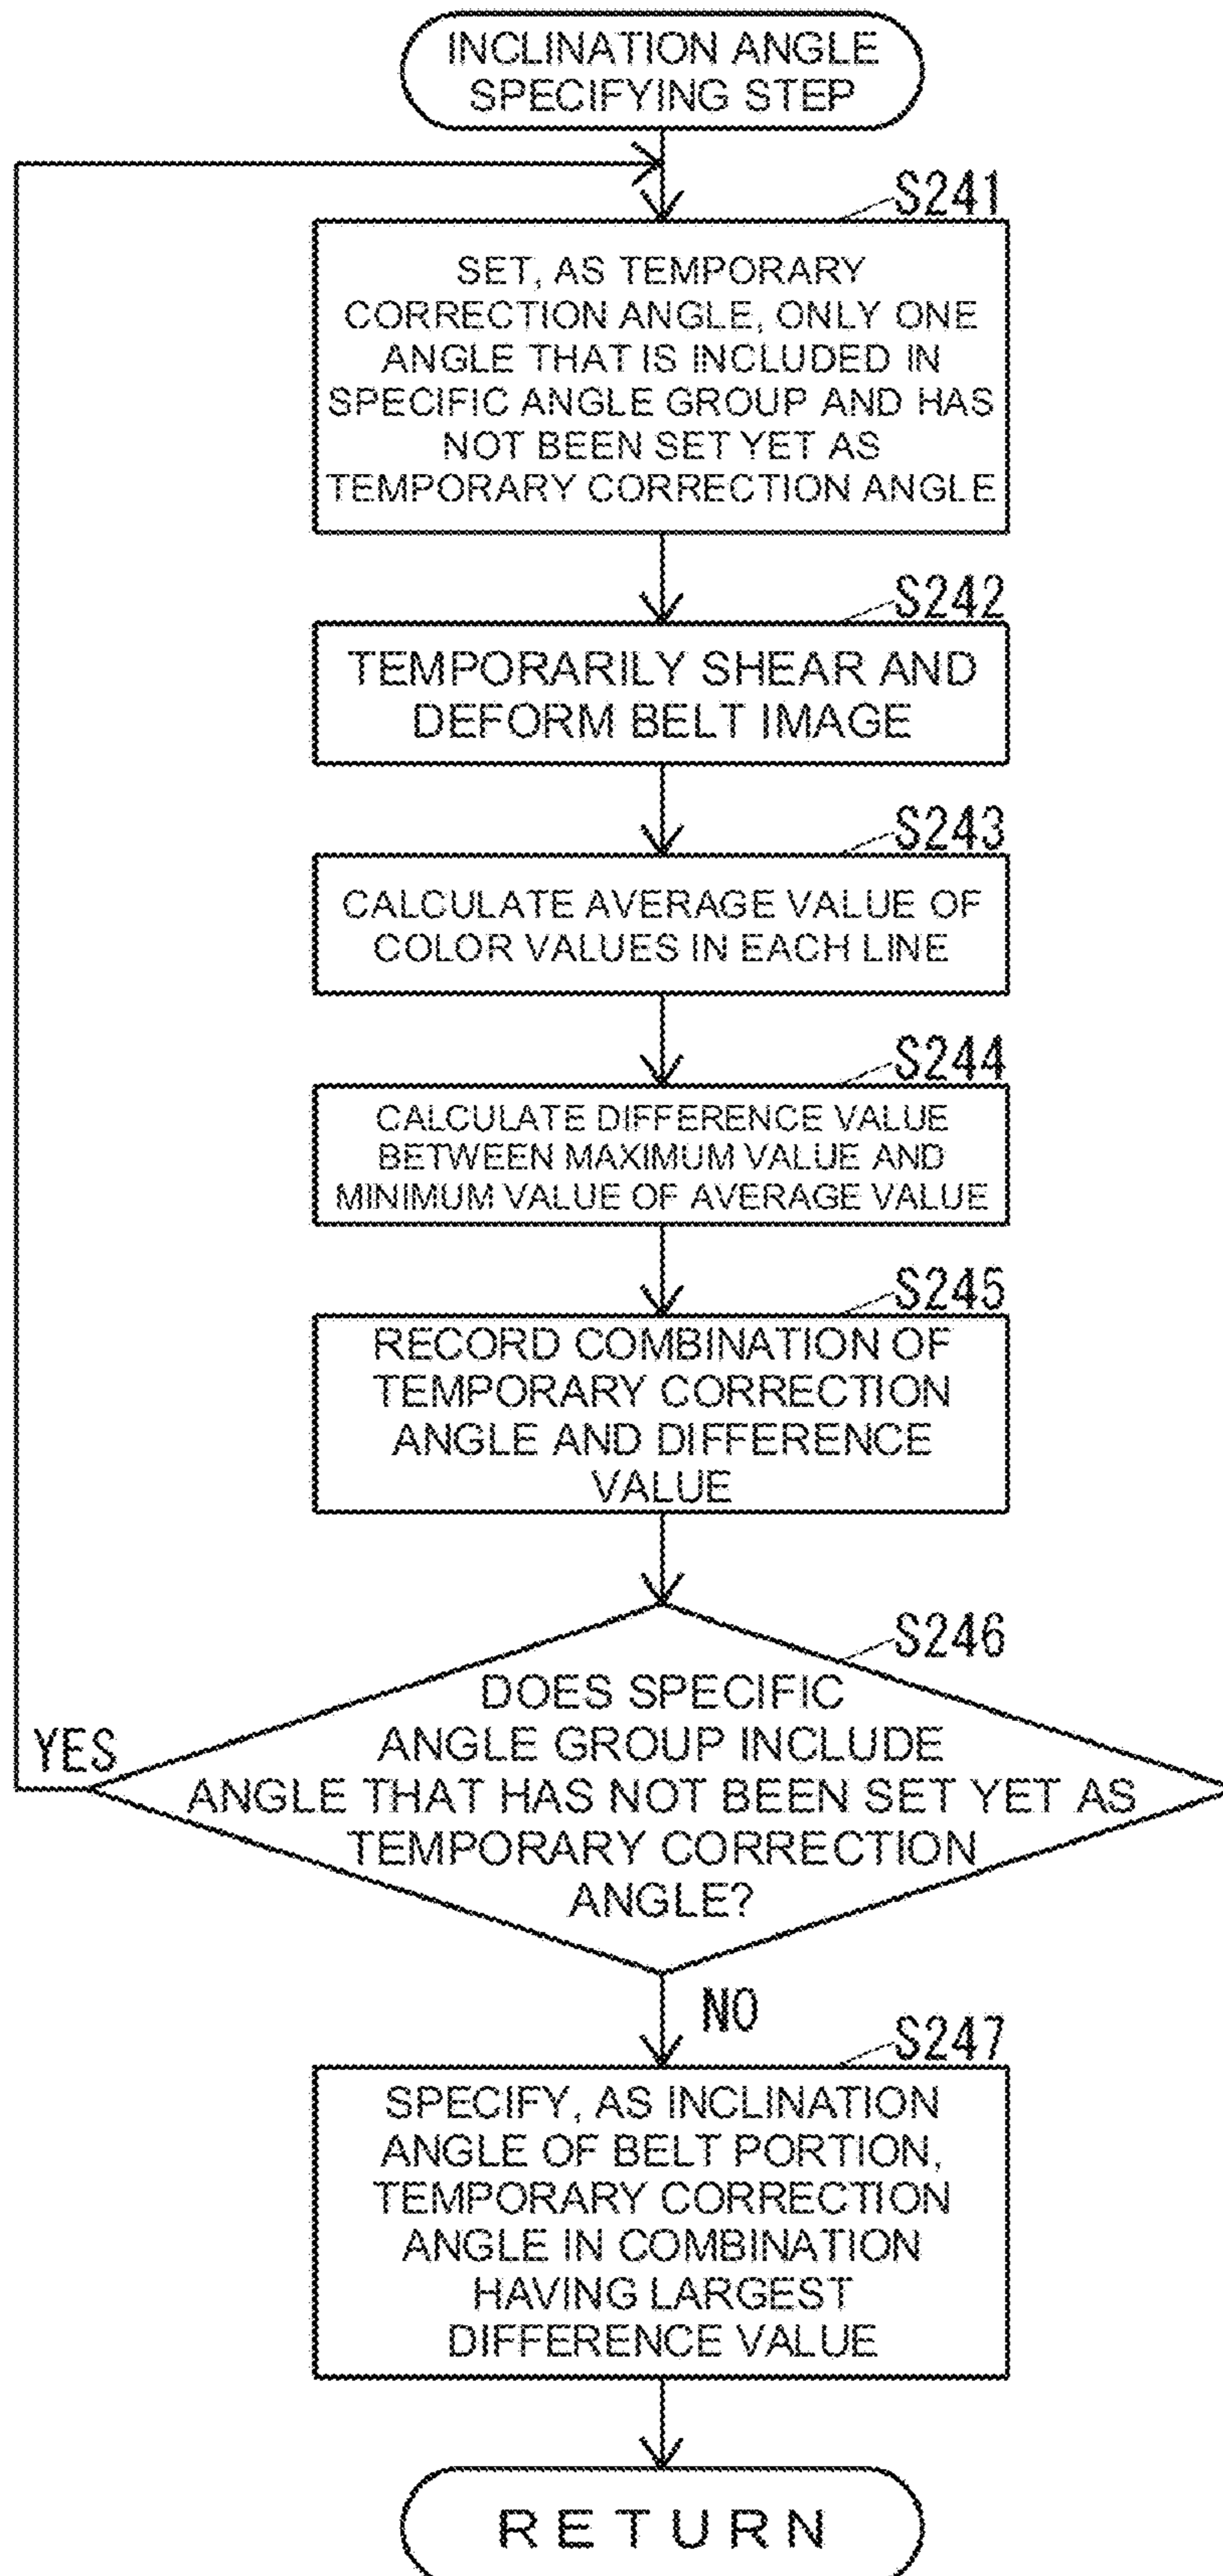 INCLINATION ANGLE
SPECIFYING STEP
S241
SET, AS TEMPORARY
CORRECTION ANGLE, ONLY ONE
ANGLE THAT IS INCLUDED IN
SPECIFIC ANGLE GROUP AND HAS
NOT BEEN SET YET AS
TEMPORARY CORRECTION ANGLE
S242
TEMPORARILY SHEAR AND
DEFORM BELT IMAGE
S243
CALCULATE AVERAGE VALUE OF
COLOR VALUES IN EACH LINE
S244
CALCULATE DIFFERENCE VALUE
BETWEEN MAXIMUM VALUE AND
MINIMUM VALUE OF AVERAGE VALUE
S245
RECORD COMBINATION OF
TEMPORARY CORRECTION
ANGLE AND DIFFERENCE
VALUE
S246
DOES SPECIFIC
ANGLE GROUP INCLUDE
ANGLE THAT HAS NOT BEEN SET YET AS
TEMPORARY CORRECTION
ANGLE?
YES
NO
S247
SPECIFY, AS INCLINATION
ANGLE OF BELT PORTION,
TEMPORARY CORRECTION
ANGLE IN COMBINATION
HAVING LARGEST
DIFFERENCE VALUE
RETURN